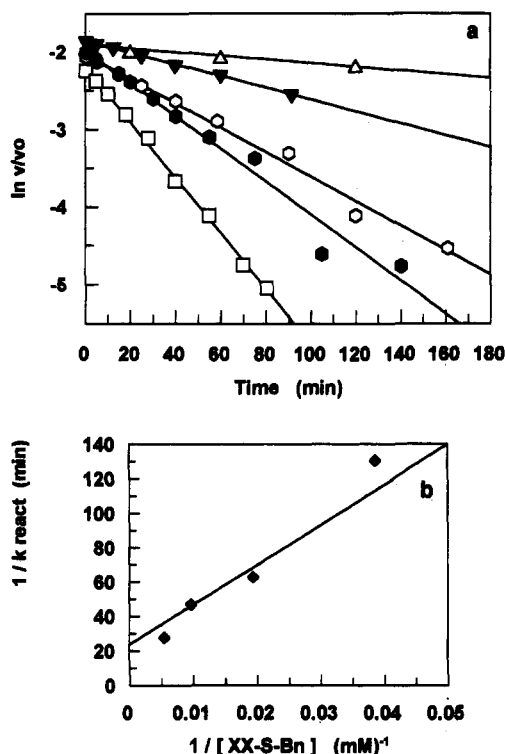 a
-2
-3
-4
-5
ln v/vo
0 20 40 60 80 100 120 140 160 180
Time (min)
140
120
100
80
60
40
20
0
1 / k react (min)
b
0 0.01 0.02 0.03 0.04 0.05
1 / [ XX-S-Bn ] (mM)⁻¹